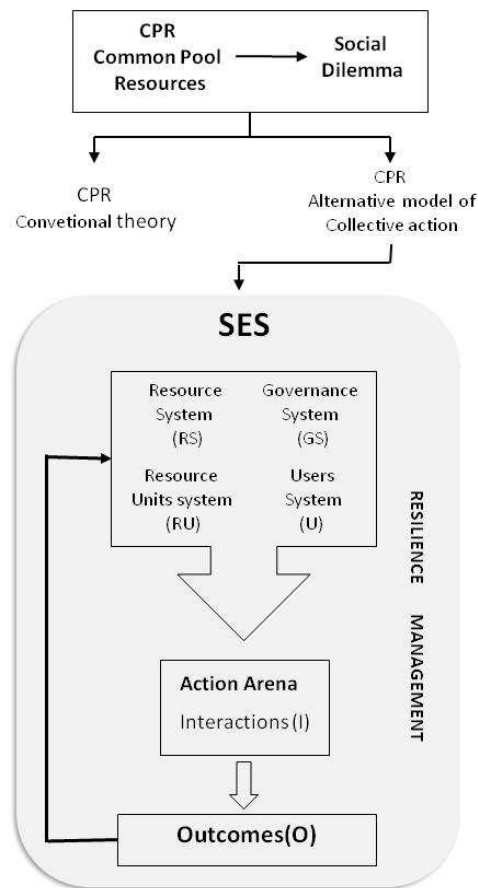 CPR
Common Pool
Resources
Social
Dilemma
CPR
Convetional theory
CPR
Alternative model of
Collective action
SES
Resource
System
(RS)
Governance
System
(GS)
Resource
Units system
(RU)
Users
System
(U)
RESILIENCE MANAGEMENT
Action Arena
Interactions (I)
Outcomes(O)